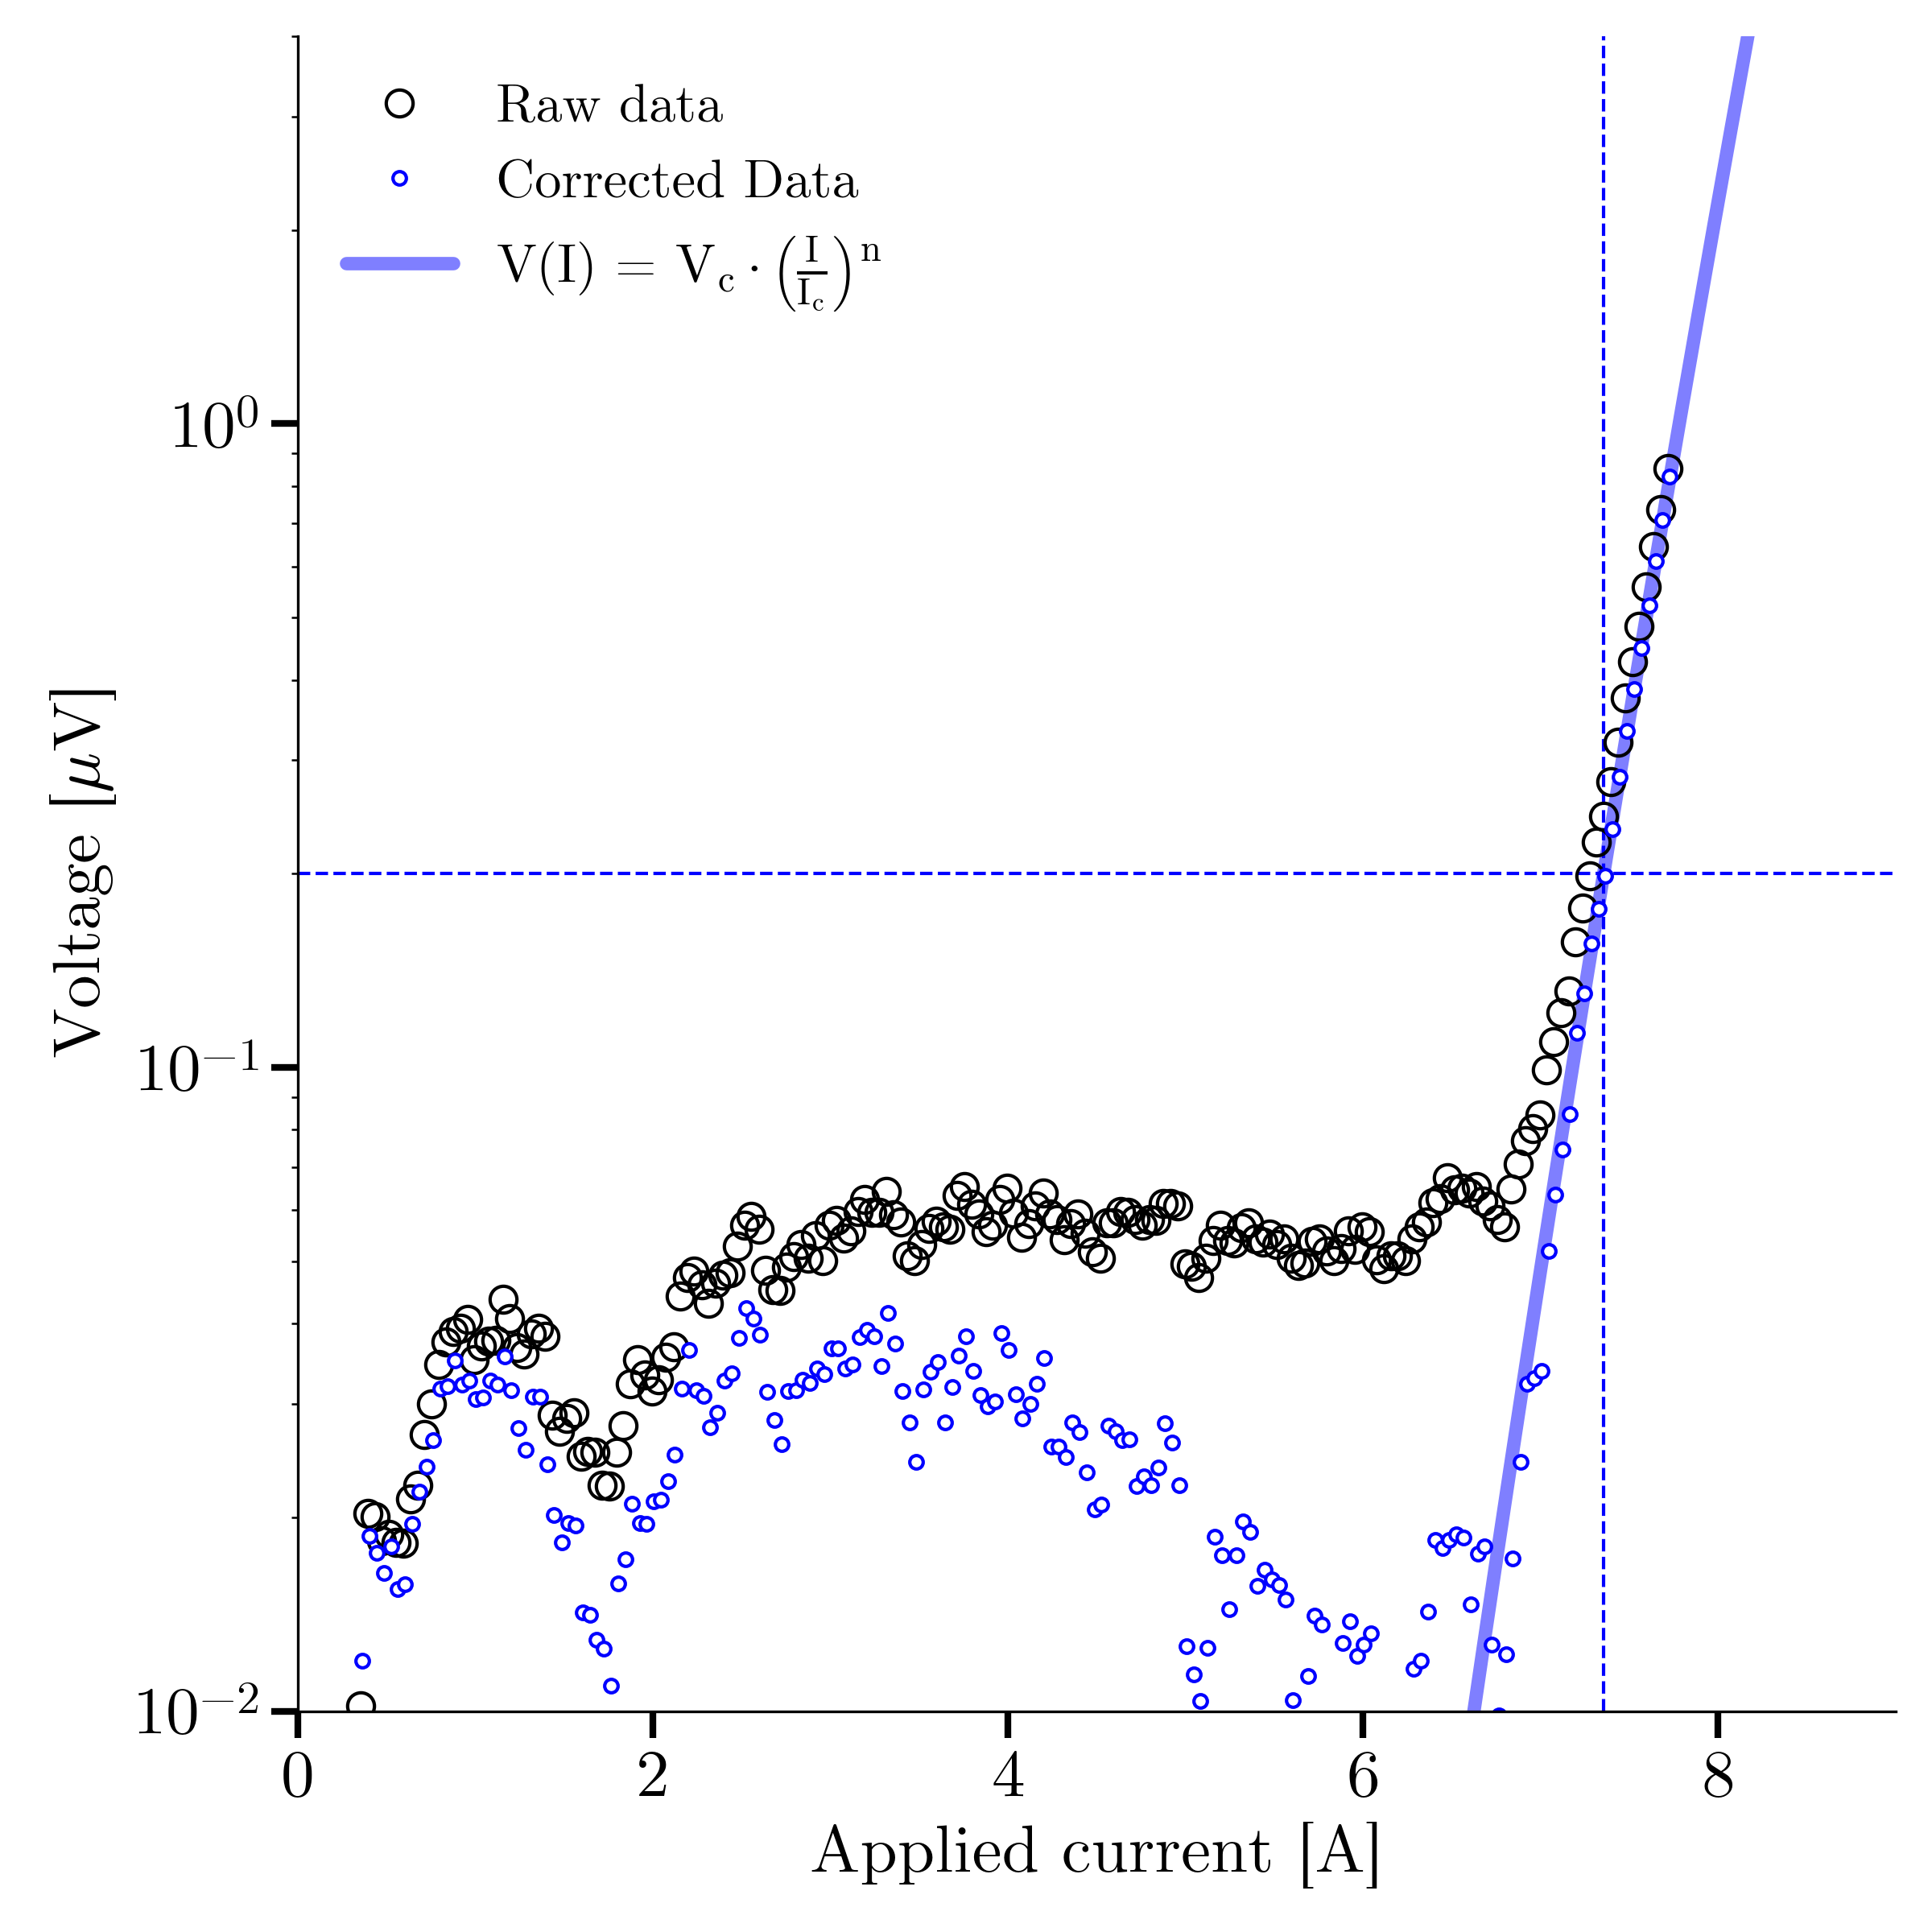 Raw data
Corrected Data
V(I) = V_c · (I/I_c)^n
10^0
10^−1
10^−2
Voltage [μV]
0 2 4 6 8
Applied current [A]